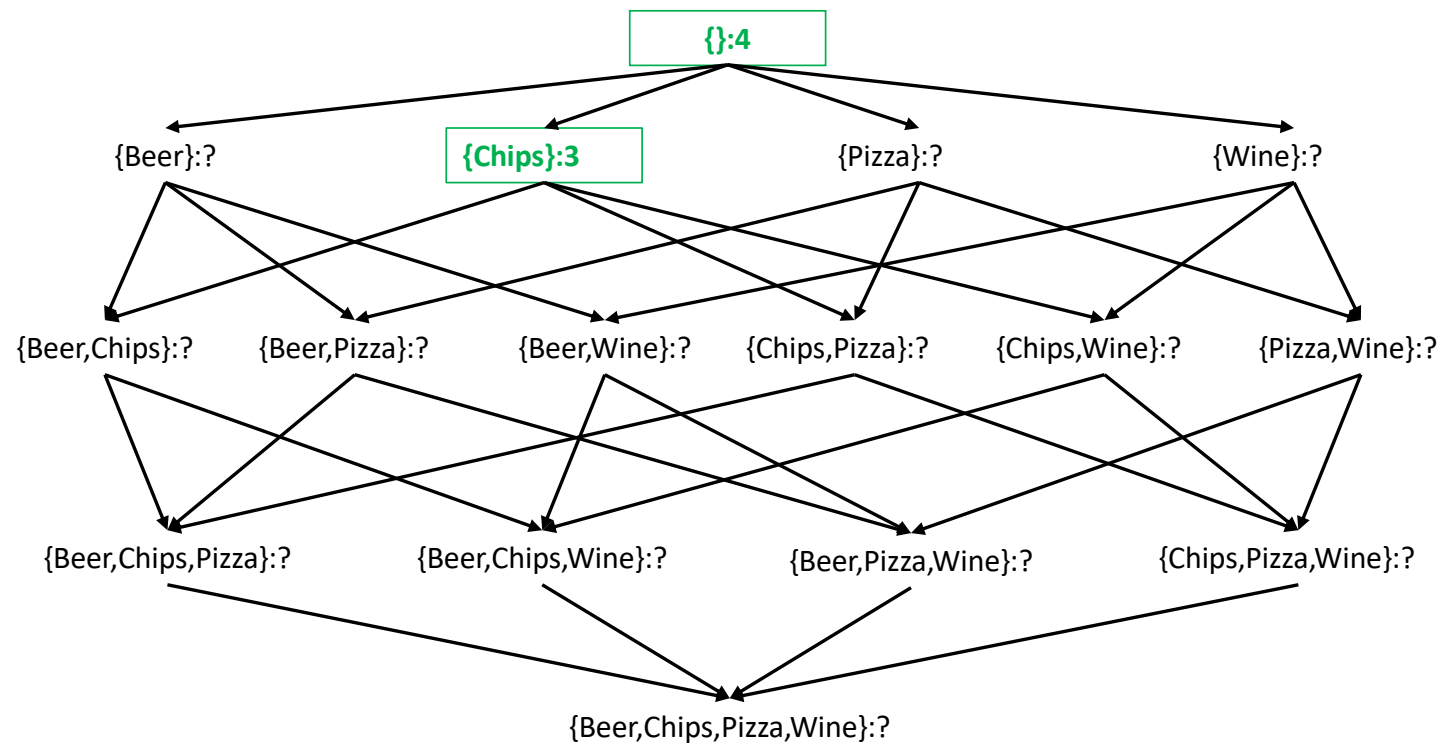 {}:4
{Beer}:? {Chips}:3 {Pizza}:? {Wine}:?
{Beer,Chips}:? {Beer,Pizza}:? {Beer,Wine}:? {Chips,Pizza}:? {Chips,Wine}:? {Pizza,Wine}:?
{Beer,Chips,Pizza}:? {Beer,Chips,Wine}:? {Beer,Pizza,Wine}:? {Chips,Pizza,Wine}:?
{Beer,Chips,Pizza,Wine}:?